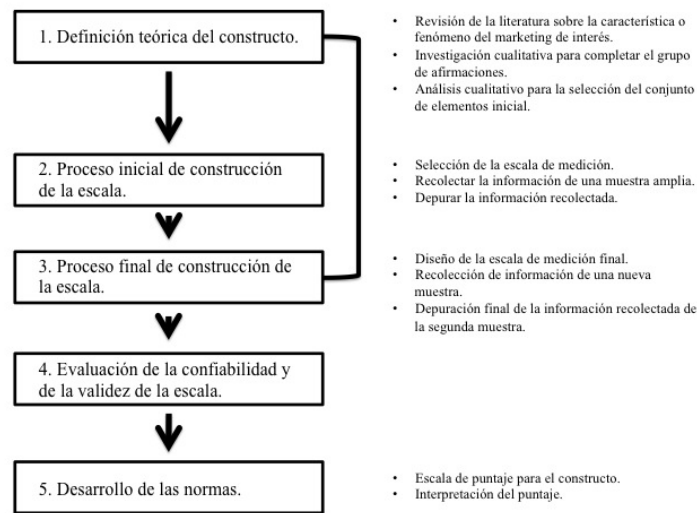 1. Definición teórica del constructo.
• Revisión de la literatura sobre la característica o
fenómeno del marketing de interés.
• Investigación cualitativa para completar el grupo
de afirmaciones.
• Análisis cualitativo para la selección del conjunto
de elementos inicial.
2. Proceso inicial de construcción
de la escala.
• Selección de la escala de medición.
• Recolectar la información de una muestra amplia.
• Depurar la información recolectada.
3. Proceso final de construcción de
la escala.
• Diseño de la escala de medición final.
• Recolección de información de una nueva
muestra.
• Depuración final de la información recolectada de
la segunda muestra.
4. Evaluación de la confiabilidad y
de la validez de la escala.
5. Desarrollo de las normas.
• Escala de puntaje para el constructo.
• Interpretación del puntaje.